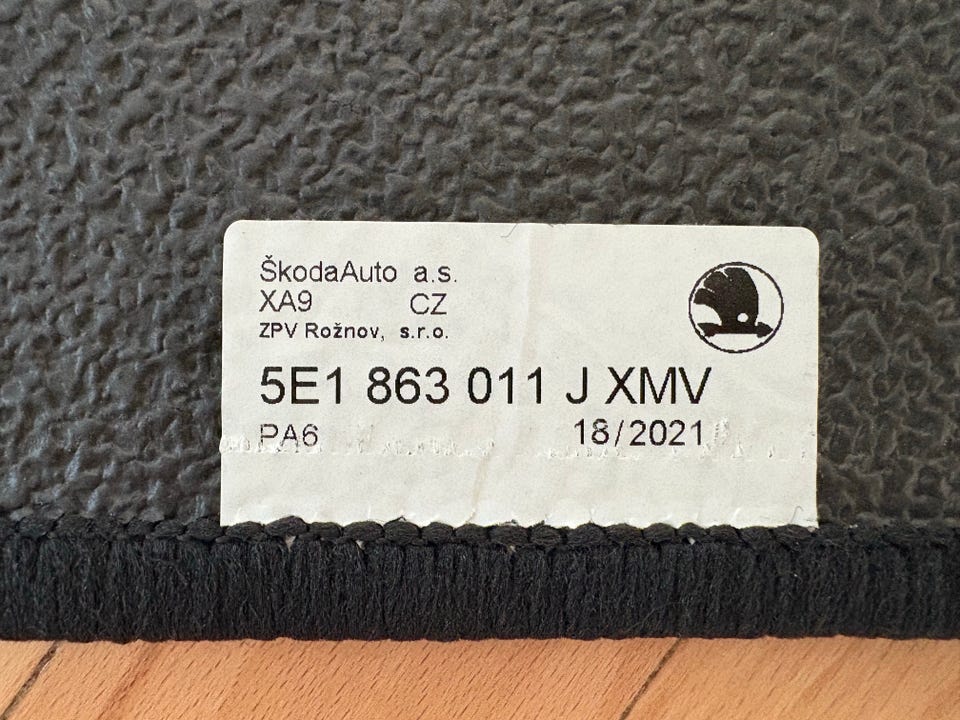 ŠkodaAuto a.s.
XA9 CZ
ZPV Rožnov, s.r.o.
5E1 863 011 J XMV
PA6 18/2021